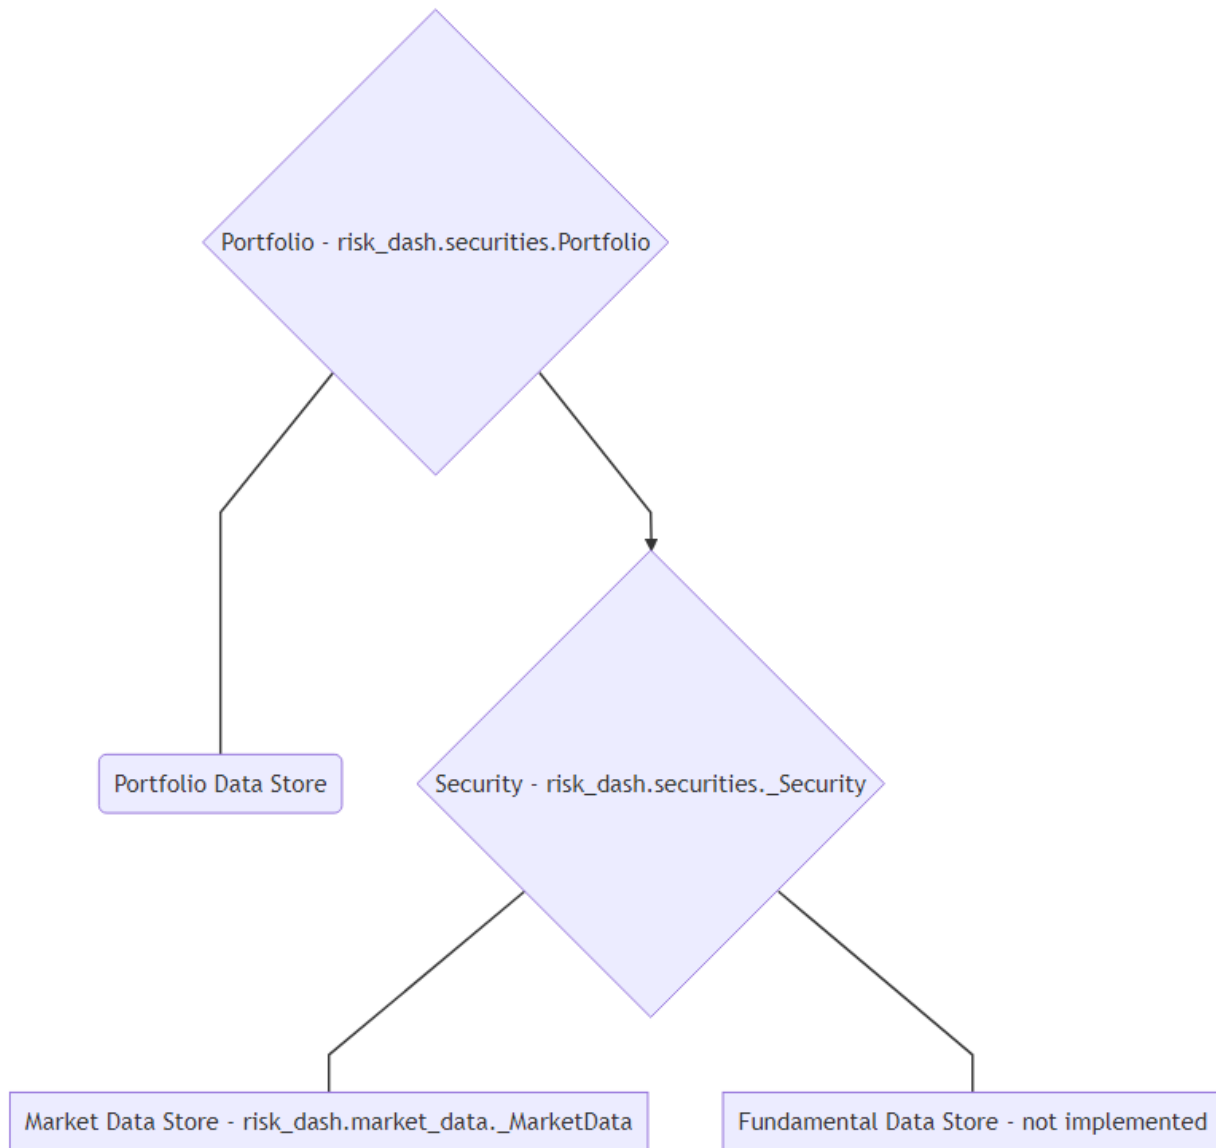 Portfolio - risk_dash.securities.Portfolio
Portfolio Data Store
Security - risk_dash.securities._Security
Market Data Store - risk_dash.market_data._MarketData
Fundamental Data Store - not implemented